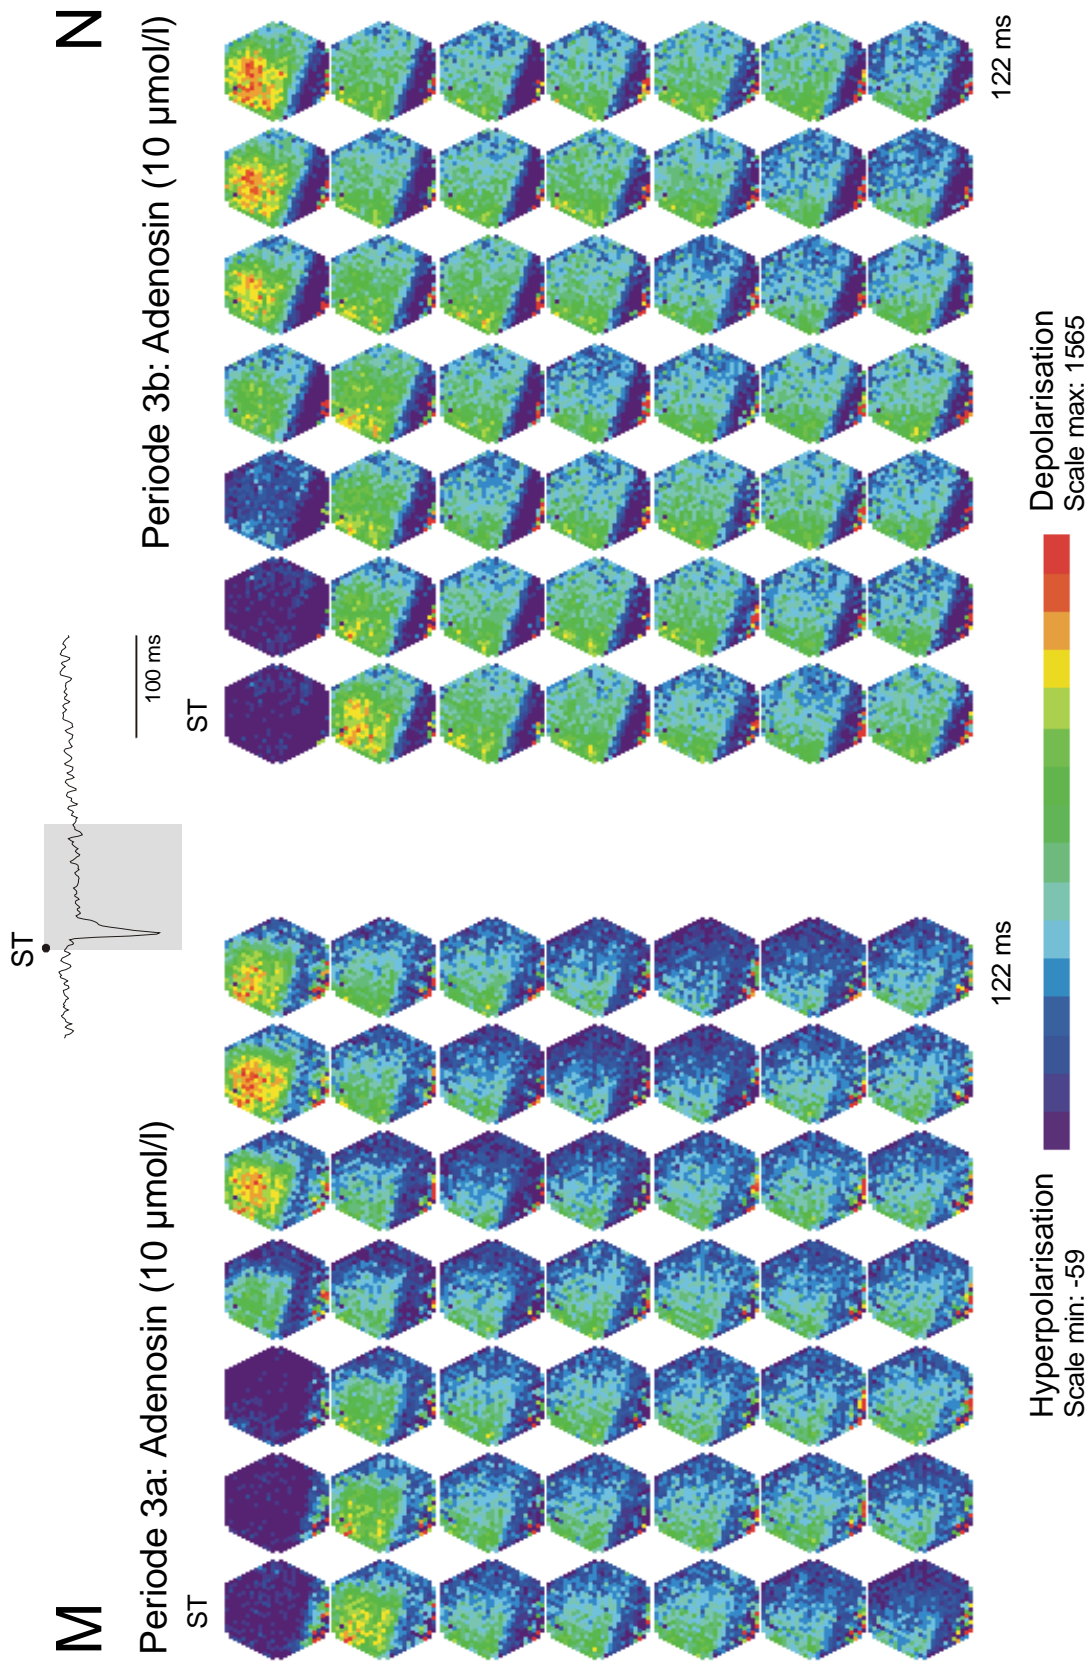 M
Periode 3a: Adenosin (10 µmol/l)
ST
122 ms
ST
100 ms
N
Periode 3b: Adenosin (10 µmol/l)
ST
122 ms
Hyperpolarisation
Scale min: -59
Depolarisation
Scale max: 1565